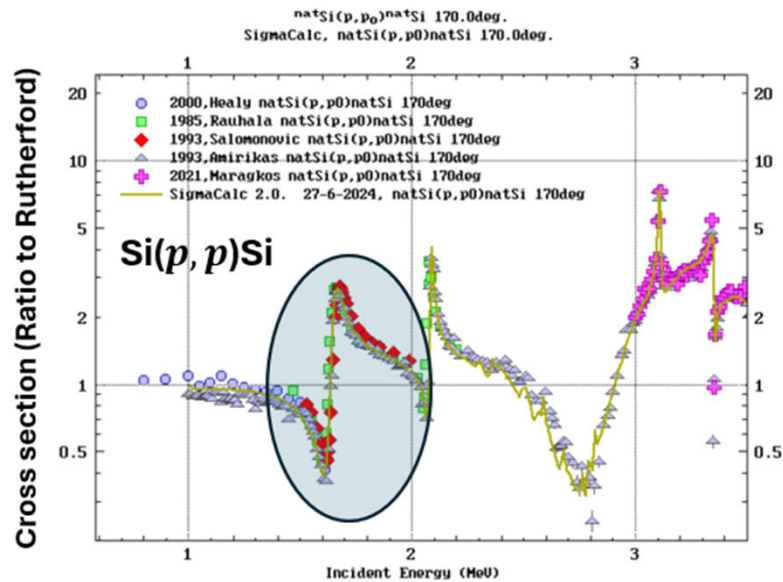 natSi(p,p0)natSi 170.0deg.
SigmaCalc, natSi(p,p0)natSi 170.0deg.
1 2 3
Cross section (Ratio to Rutherford)
20 20
10 10
5 5
2 2
1 1
0.5 0.5
2000,Healy natSi(p,p0)natSi 170deg
1985,Rauhala natSi(p,p0)natSi 170deg
1993,Salomonovic natSi(p,p0)natSi 170deg
1993,Amirikas natSi(p,p0)natSi 170deg
2021,Maragkos natSi(p,p0)natSi 170deg
SigmaCalc 2.0. 27-6-2024, natSi(p,p0)natSi 170deg
Si(p, p)Si
1 2 3
Incident Energy (MeV)